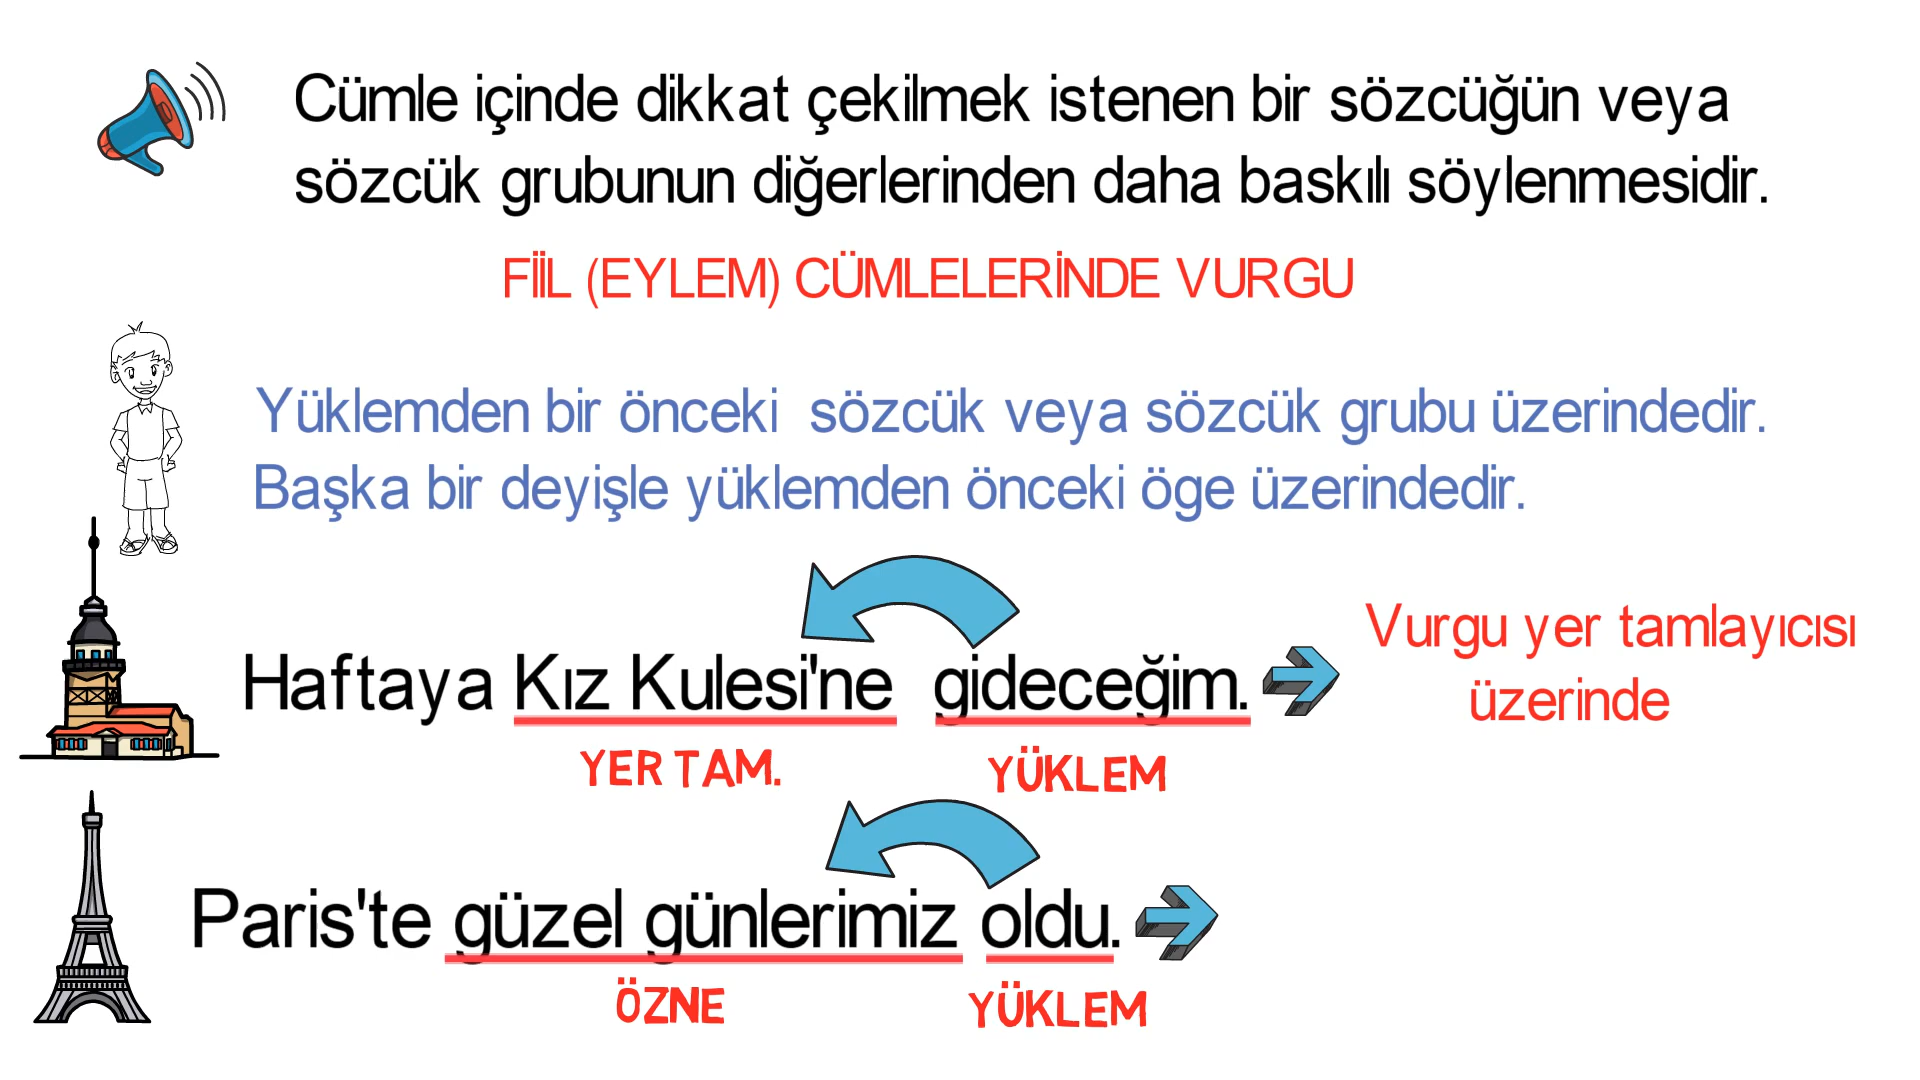 Cümle içinde dikkat çekilmek istenen bir sözcüğün veya
sözcük grubunun diğerlerinden daha baskılı söylenmesidir.
FİİL (EYLEM) CÜMLELERİNDE VURGU
Yüklemden bir önceki sözcük veya sözcük grubu üzerindedir.
Başka bir deyişle yüklemden önceki öge üzerindedir.
Haftaya Kız Kulesi'ne gideceğim.
Vurgu yer tamlayıcısı
üzerinde
YER TAM. YÜKLEM
Paris'te güzel günlerimiz oldu.
ÖZNE YÜKLEM